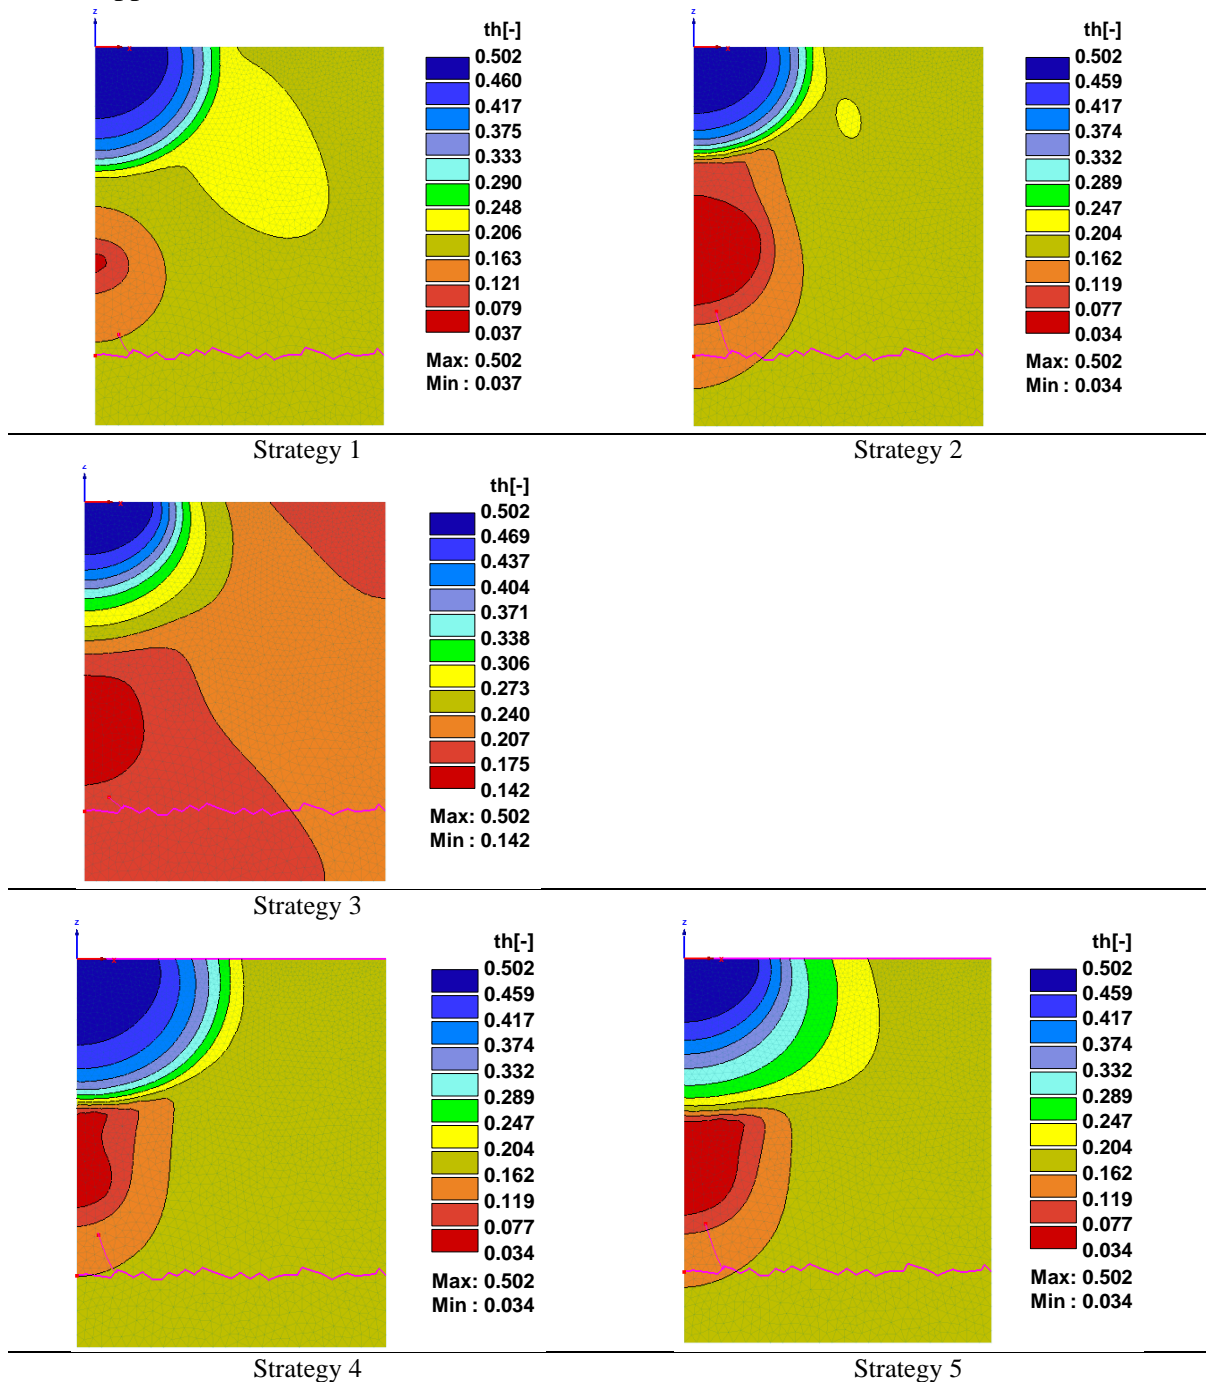 z
z
x
x
th[-]
0.502
0.460
0.417
0.375
0.333
0.290
0.248
0.206
0.163
0.121
0.079
0.037
Max: 0.502
Min : 0.037
th[-]
0.502
0.459
0.417
0.374
0.332
0.289
0.247
0.204
0.162
0.119
0.077
0.034
Max: 0.502
Min : 0.034
Strategy 1
Strategy 2
z
x
th[-]
0.502
0.469
0.437
0.404
0.371
0.338
0.306
0.273
0.240
0.207
0.175
0.142
Max: 0.502
Min : 0.142
Strategy 3
z
z
x
x
th[-]
0.502
0.459
0.417
0.374
0.332
0.289
0.247
0.204
0.162
0.119
0.077
0.034
Max: 0.502
Min : 0.034
th[-]
0.502
0.459
0.417
0.374
0.332
0.289
0.247
0.204
0.162
0.119
0.077
0.034
Max: 0.502
Min : 0.034
Strategy 4
Strategy 5